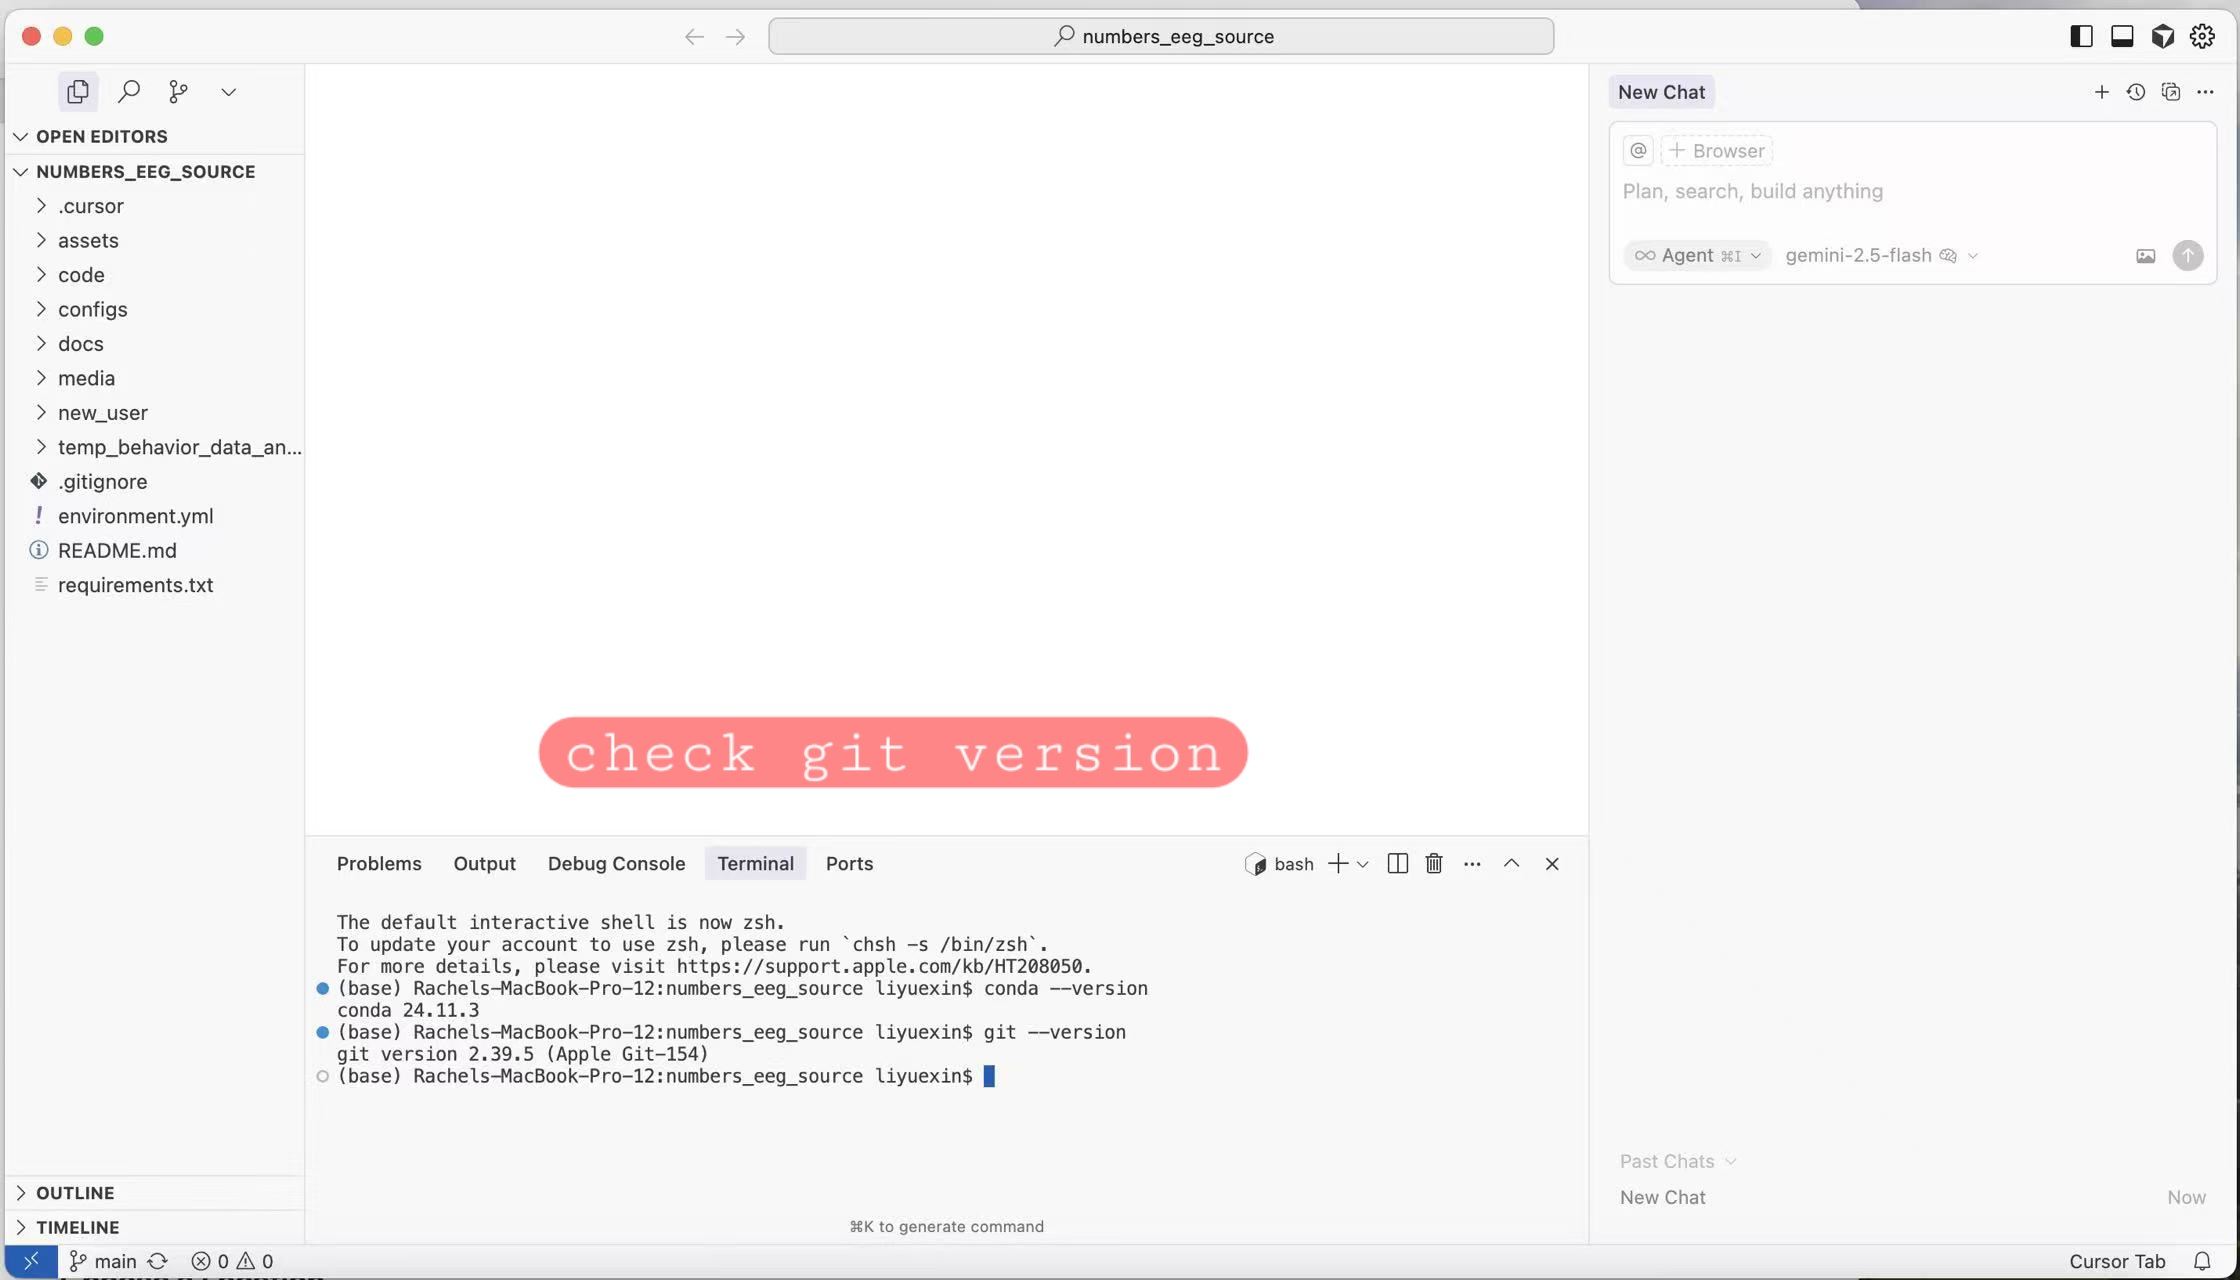 numbers_eeg_source
OPEN EDITORS
NUMBERS_EEG_SOURCE
.cursor
assets
code
configs
docs
media
new_user
temp_behavior_data_an...
.gitignore
environment.yml
README.md
requirements.txt
OUTLINE
TIMELINE
check git version
Problems Output Debug Console Terminal Ports bash
The default interactive shell is now zsh.
To update your account to use zsh, please run `chsh -s /bin/zsh`.
For more details, please visit https://support.apple.com/kb/HT208050.
(base) Rachels-MacBook-Pro-12:numbers_eeg_source liyuexin$ conda --version
conda 24.11.3
(base) Rachels-MacBook-Pro-12:numbers_eeg_source liyuexin$ git --version
git version 2.39.5 (Apple Git-154)
(base) Rachels-MacBook-Pro-12:numbers_eeg_source liyuexin$
⌘K to generate command
New Chat
@ + Browser
Plan, search, build anything
∞ Agent ⌘I gemini-2.5-flash
Past Chats
New Chat Now
main 0 0 Cursor Tab